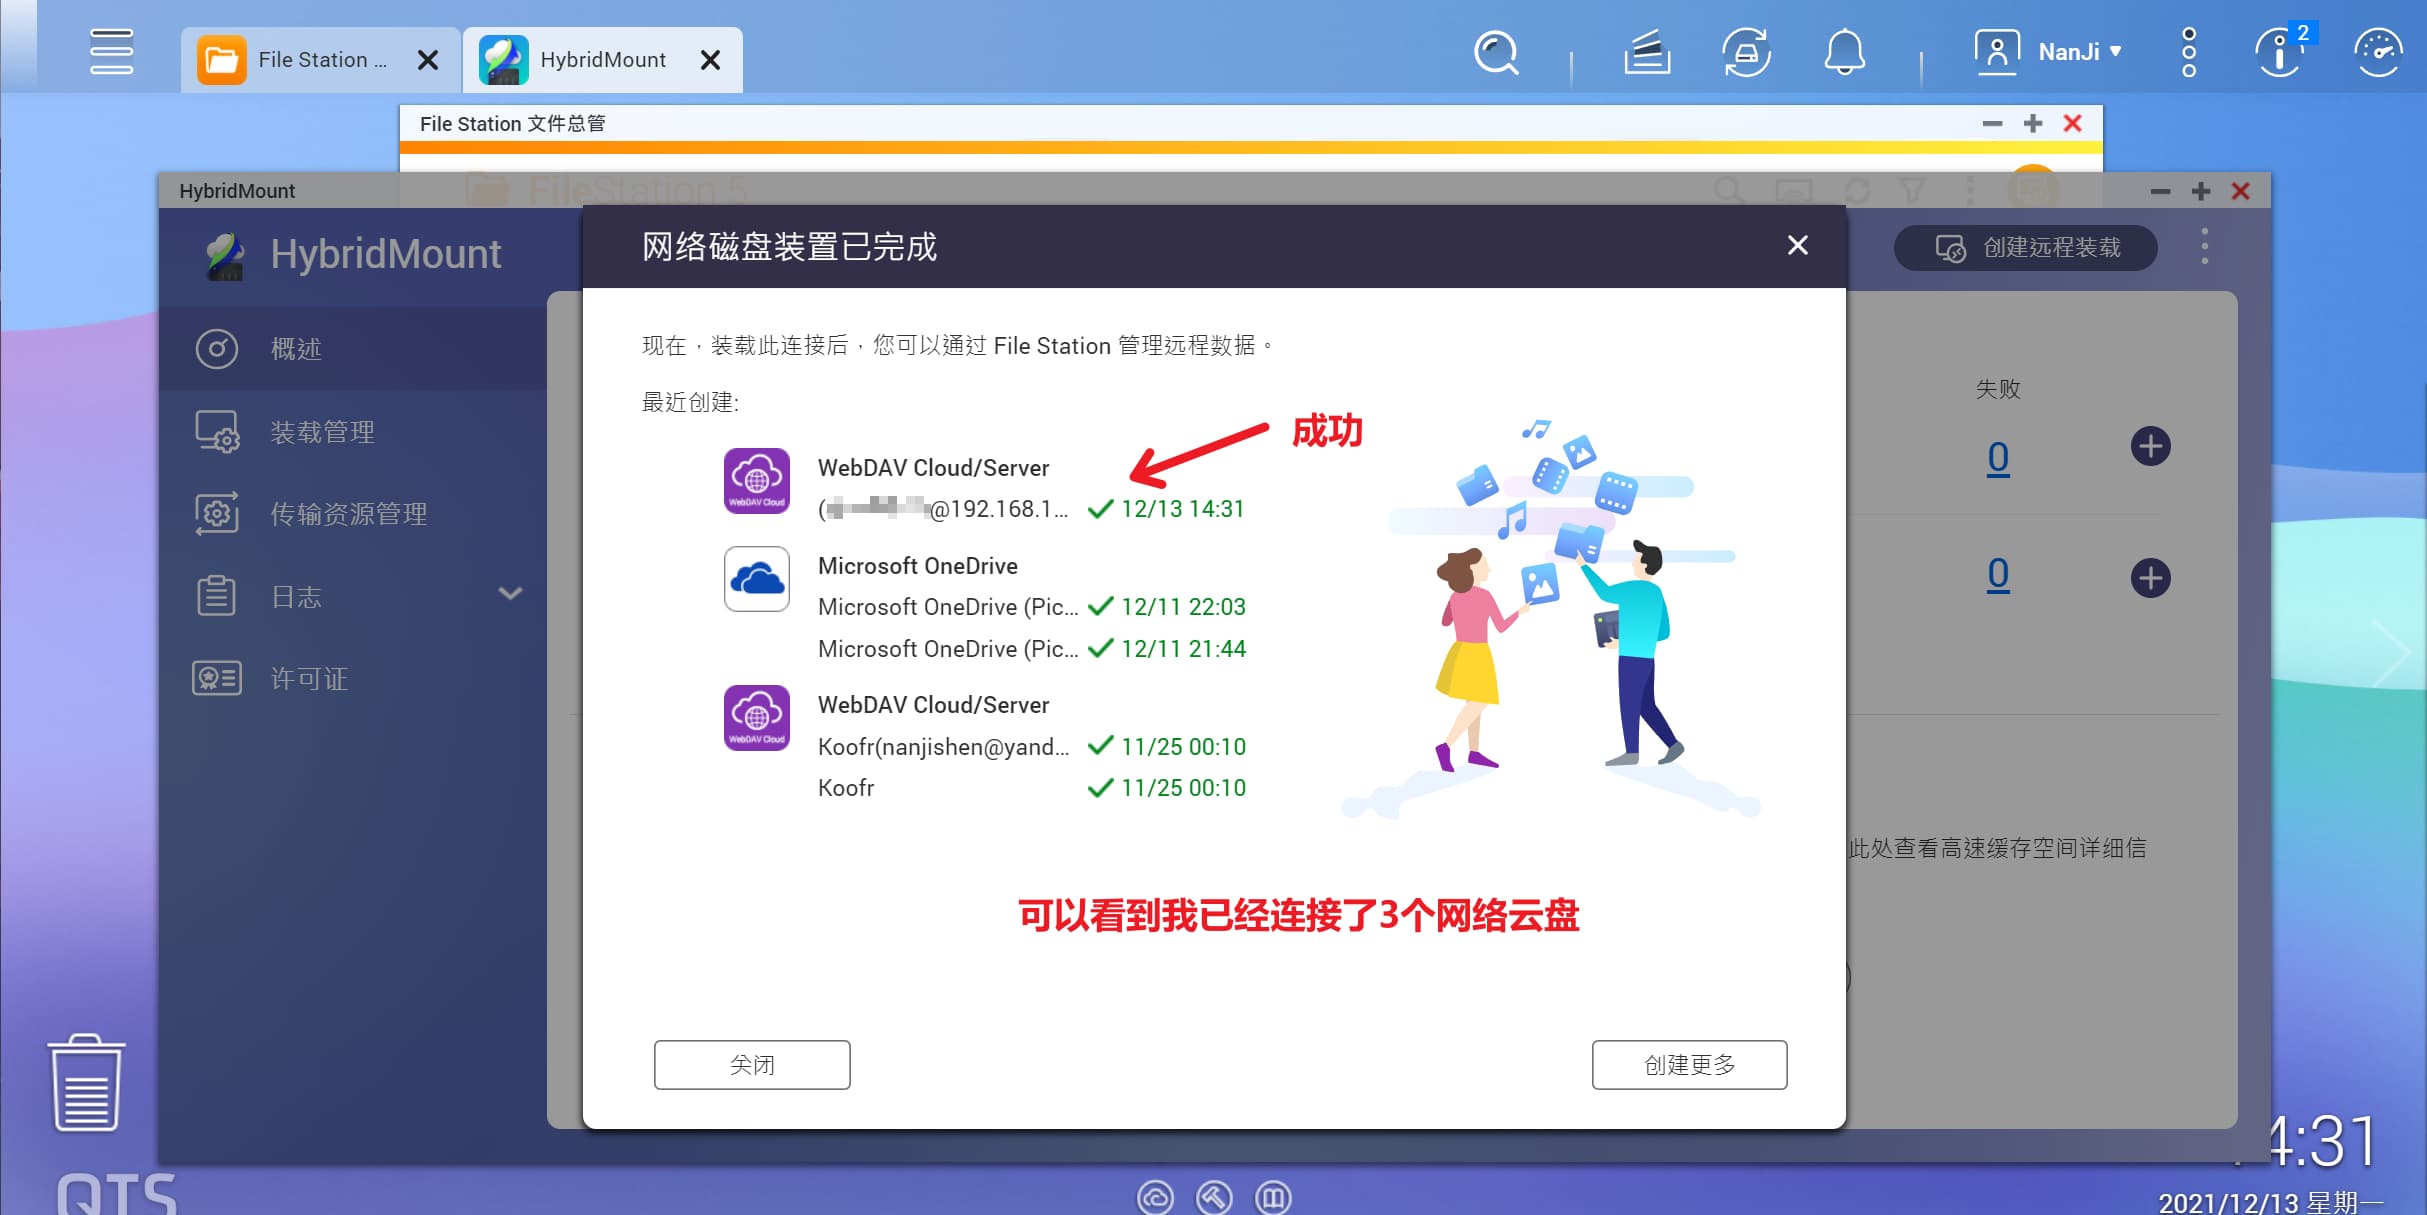 File Station ...
HybridMount
NanJi
2
File Station 文件总管
FileStation 5
HybridMount
HybridMount
创建远程装载
概述
装载管理
传输资源管理
日志
许可证
网络磁盘装置已完成
现在，装载此连接后，您可以通过 File Station 管理远程数据。
最近创建:
成功
WebDAV Cloud
WebDAV Cloud/Server
@192.168.1... 12/13 14:31
Microsoft OneDrive
Microsoft OneDrive (Pic... 12/11 22:03
Microsoft OneDrive (Pic... 12/11 21:44
WebDAV Cloud
WebDAV Cloud/Server
Koofr(nanjishen@yand... 11/25 00:10
Koofr 11/25 00:10
可以看到我已经连接了3个网络云盘
关闭
创建更多
失败
0
0
此处查看高速缓存空间详细信
QTS
4:31
2021/12/13 星期一